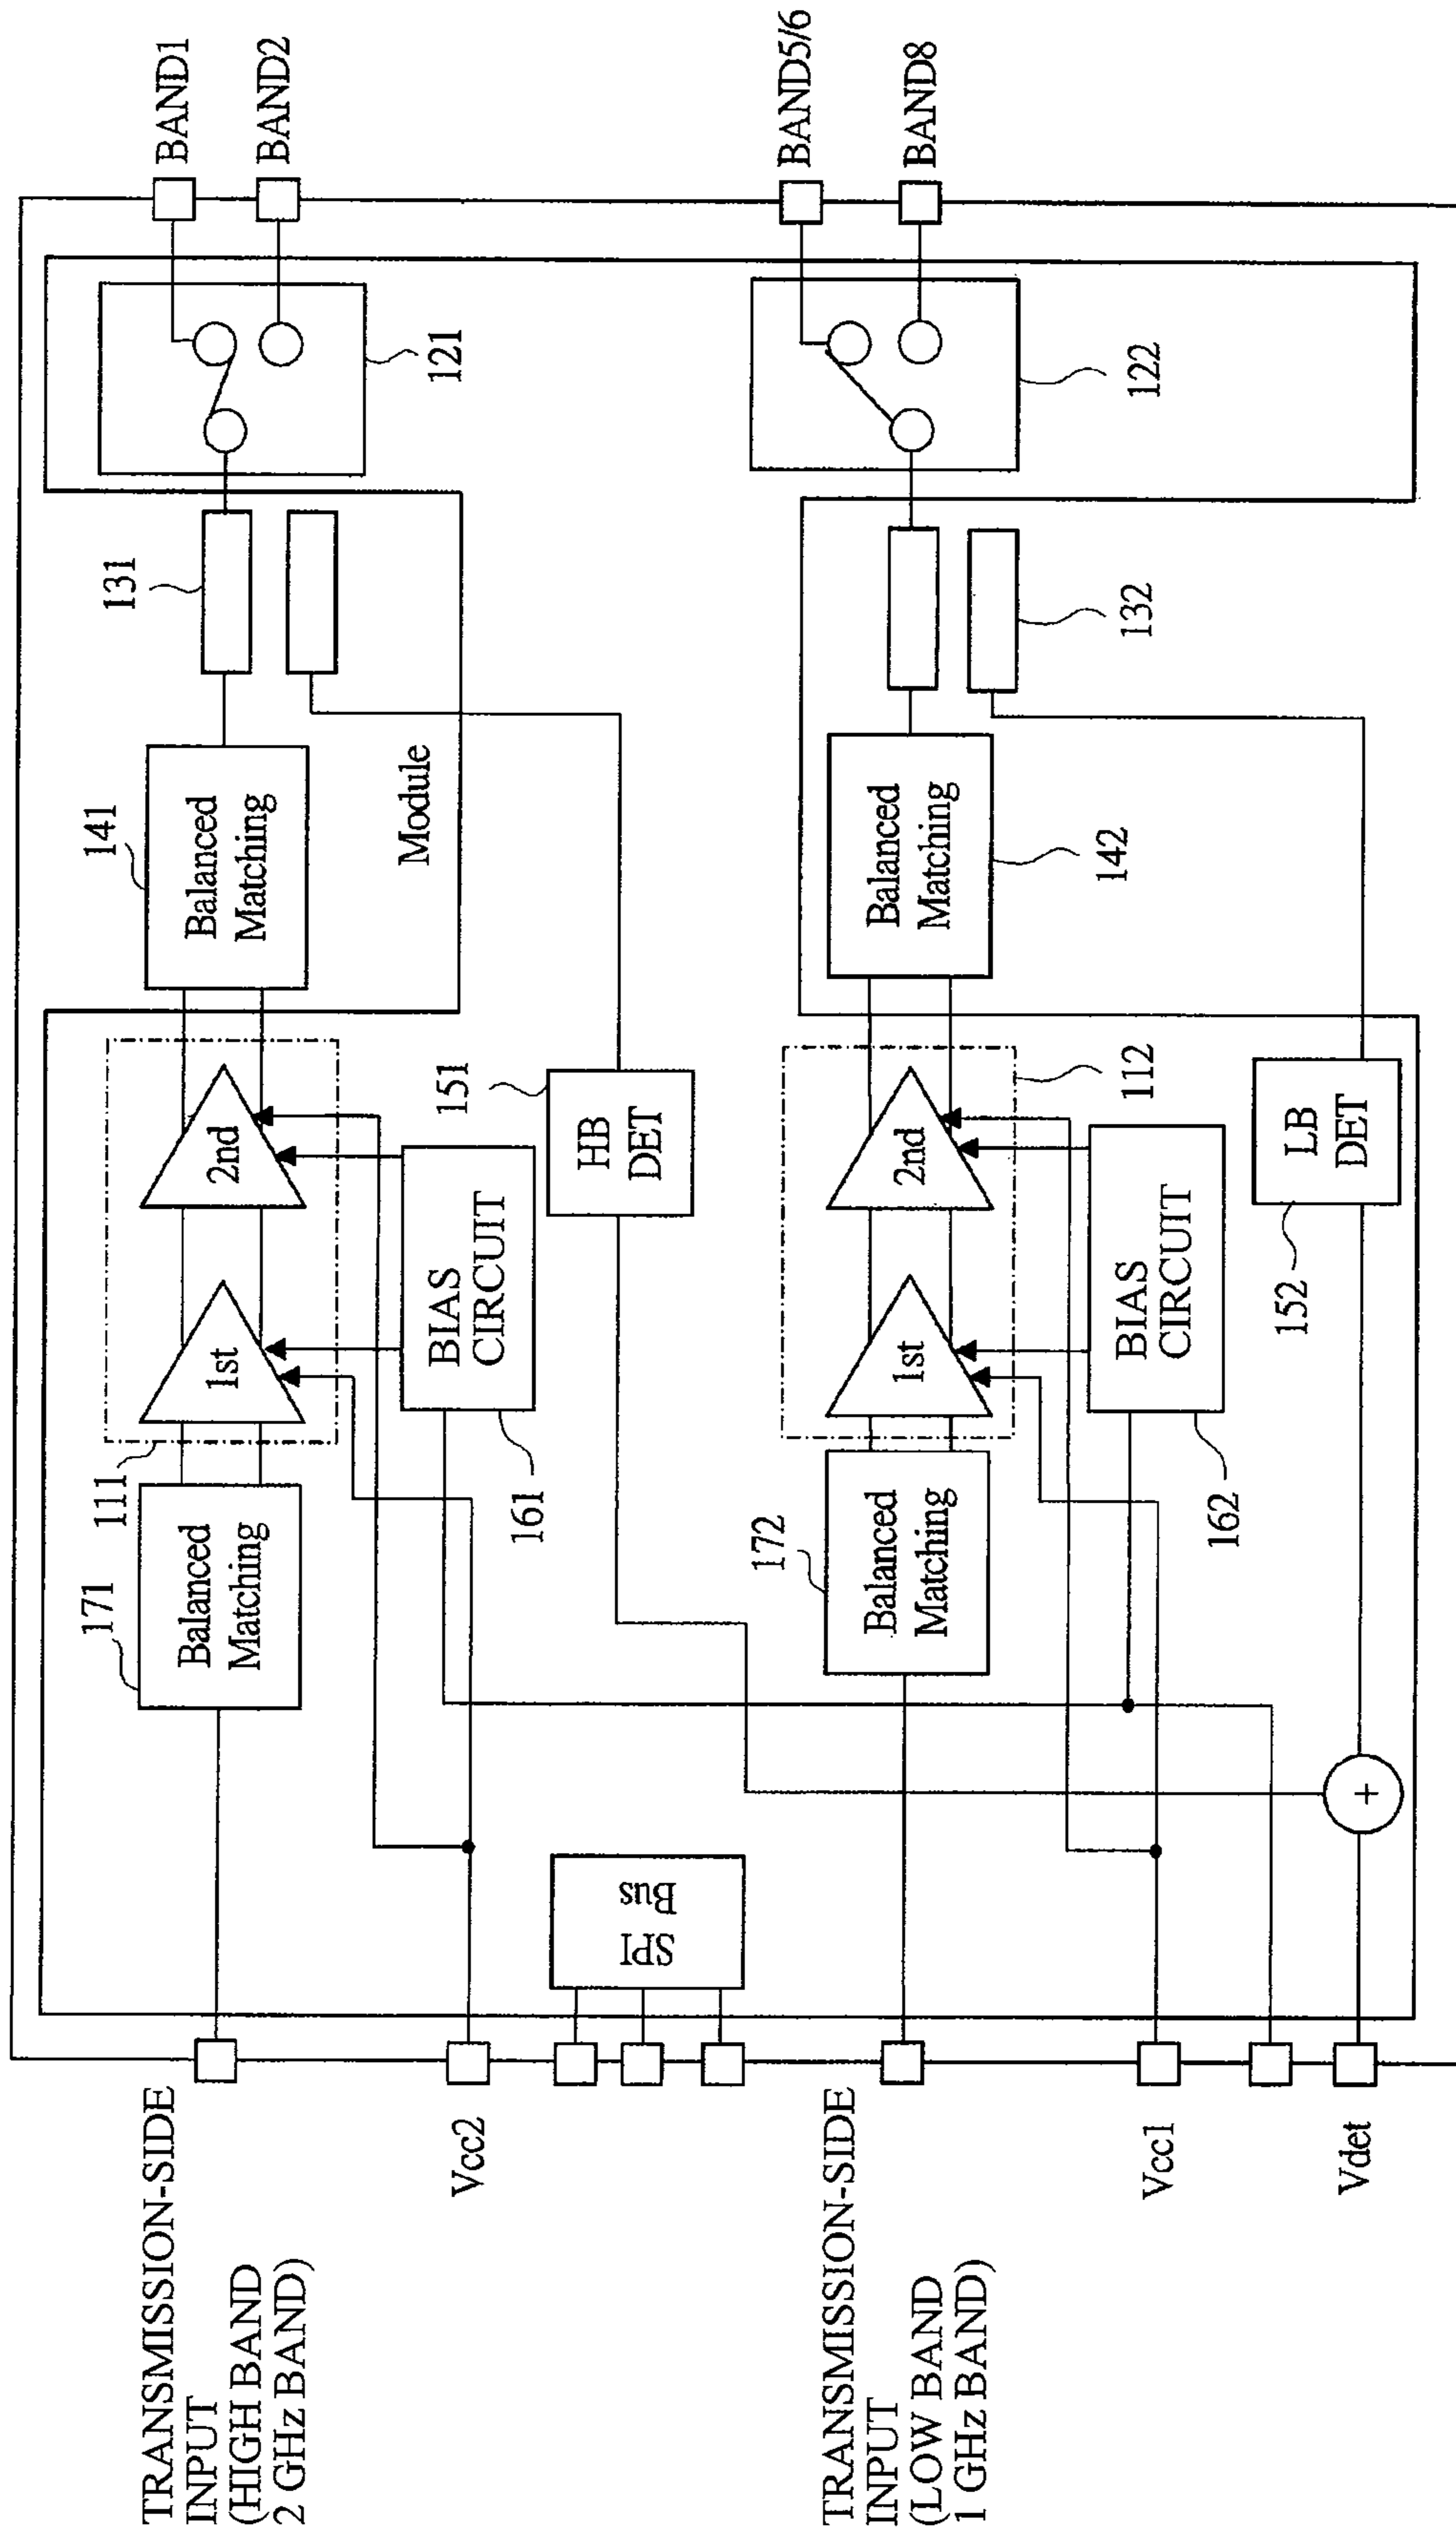 TRANSMISSION-SIDE
INPUT
(HIGH BAND
2 GHz BAND)
Vcc2
TRANSMISSION-SIDE
INPUT
(LOW BAND
1 GHz BAND)
Vcc1
Vdet
171
Balanced
Matching
111
1st
2nd
141
Balanced
Matching
131
121
BAND1
BAND2
BIAS
CIRCUIT
161
Module
151
HB
DET
SPI
Bus
172
Balanced
Matching
1st
2nd
112
Balanced
Matching
142
132
122
BAND5/6
BAND8
BIAS
CIRCUIT
162
LB
DET
152
+